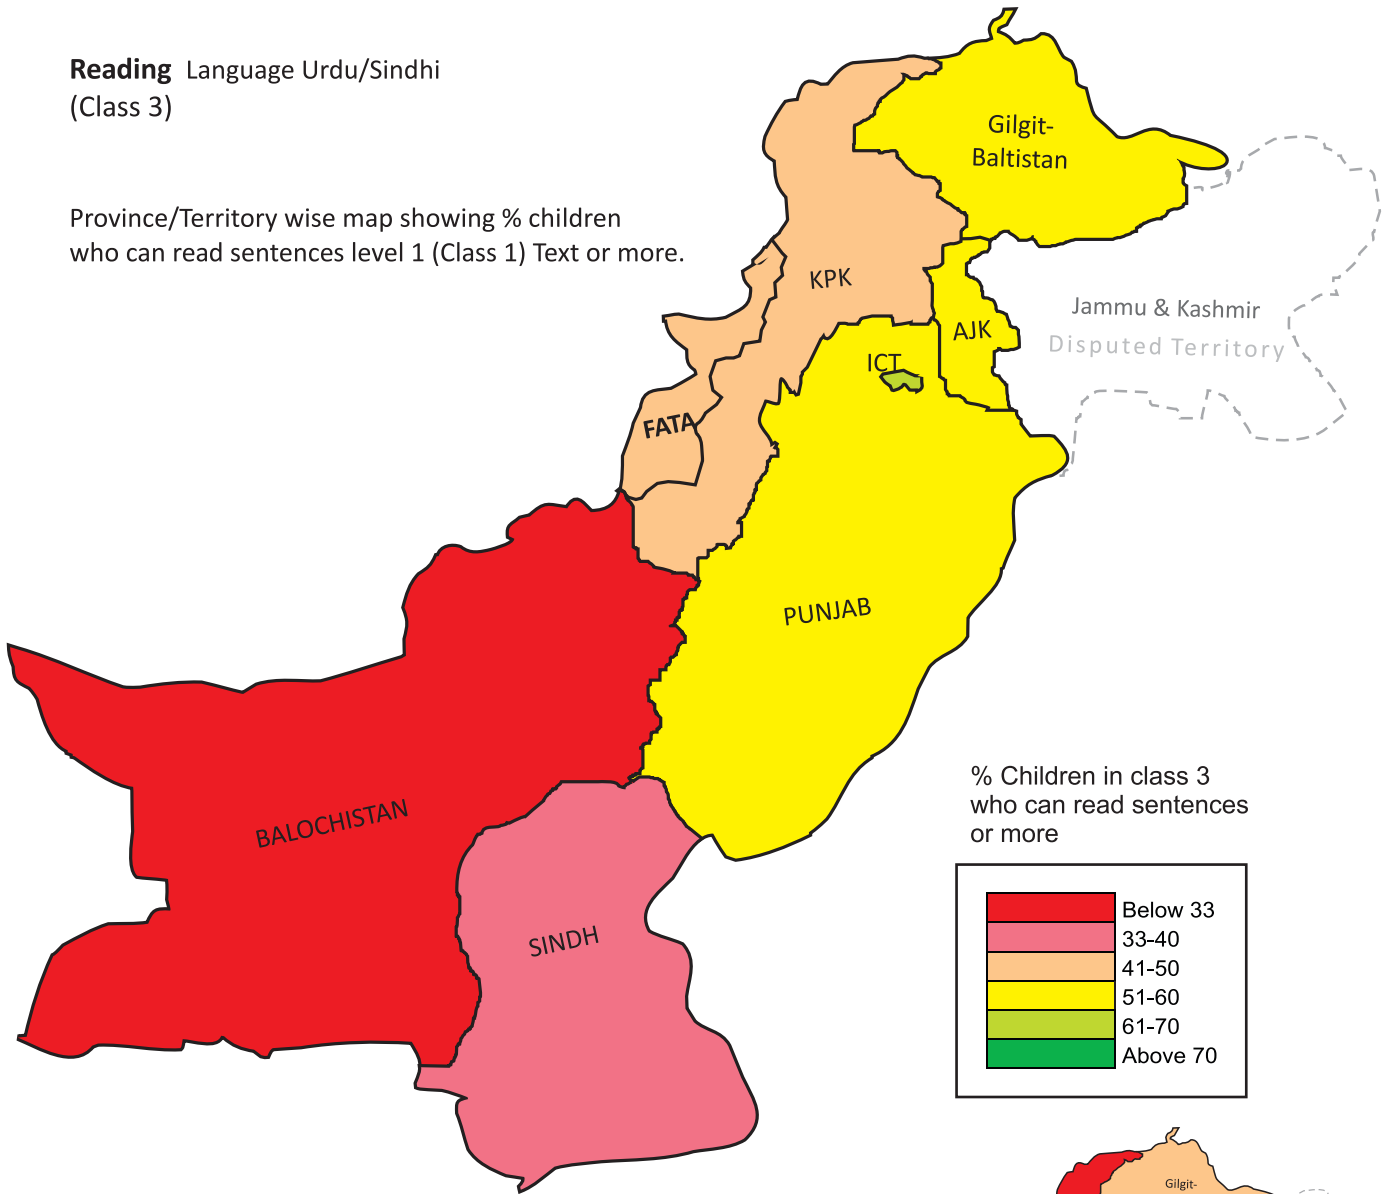 Reading Language Urdu/Sindhi
(Class 3)
Province/Territory wise map showing % children
who can read sentences level 1 (Class 1) Text or more.
Gilgit-
Baltistan
KPK
AJK
Jammu & Kashmir
Disputed Territory
ICT
FATA
PUNJAB
BALOCHISTAN
SINDH
% Children in class 3
who can read sentences
or more
Below 33
33-40
41-50
51-60
61-70
Above 70
Gilgit-